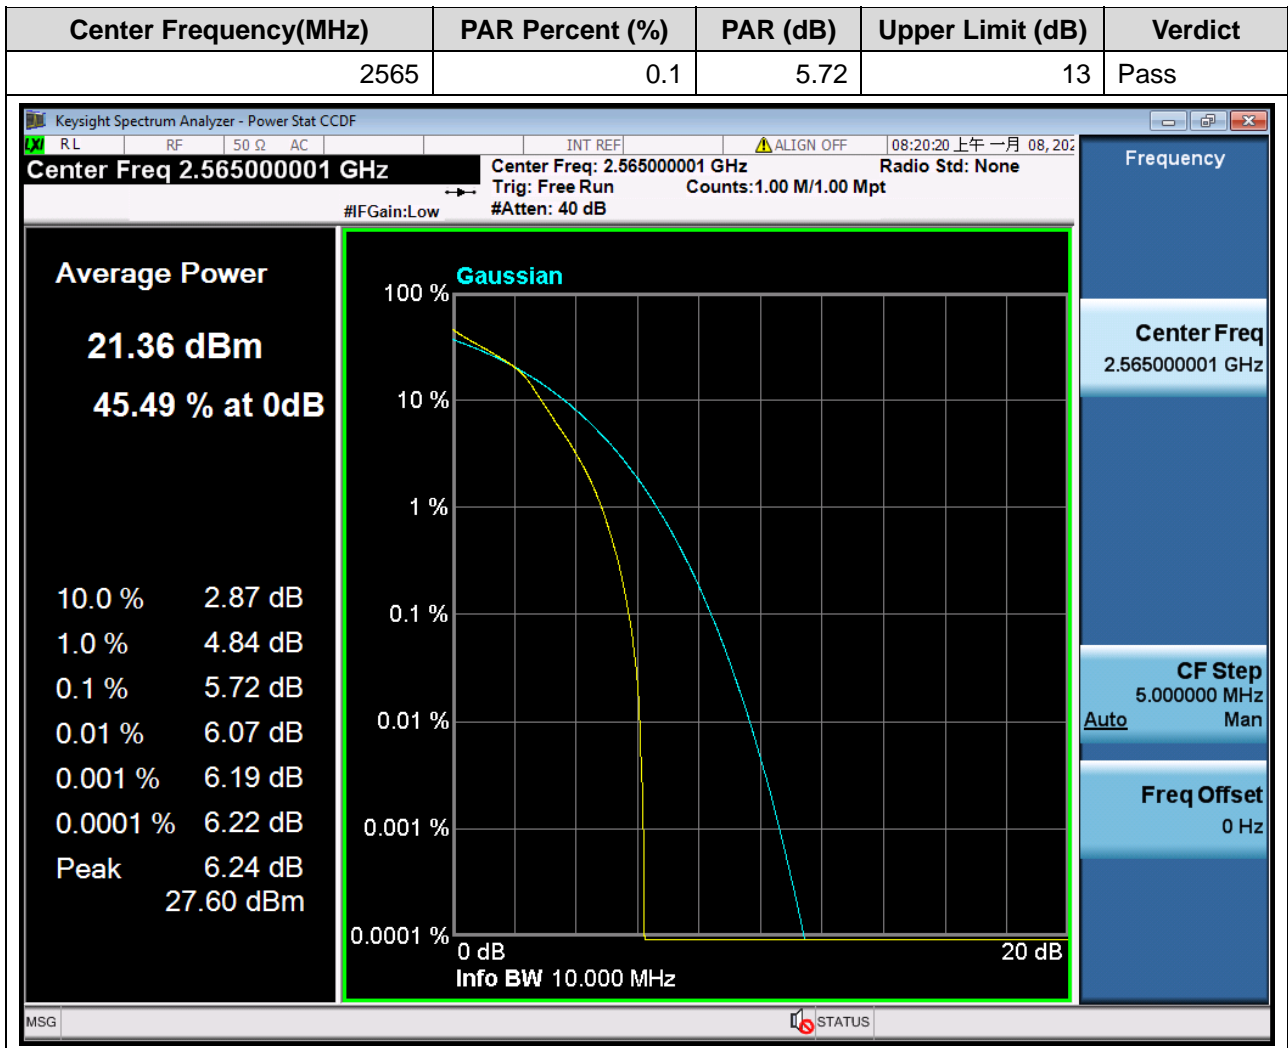 Center Frequency(MHz) PAR Percent (%) PAR (dB) Upper Limit (dB) Verdict
2565 0.1 5.72 13 Pass
Keysight Spectrum Analyzer - Power Stat CCDF
LXI RL RF 50 Ω AC INT REF ALIGN OFF 08:20:20 上午 一月 08, 202
Center Freq 2.565000001 GHz
Center Freq: 2.565000001 GHz Radio Std: None
Trig: Free Run Counts:1.00 M/1.00 Mpt
#IFGain:Low #Atten: 40 dB
Average Power
21.36 dBm
45.49 % at 0dB
10.0 % 2.87 dB
1.0 % 4.84 dB
0.1 % 5.72 dB
0.01 % 6.07 dB
0.001 % 6.19 dB
0.0001 % 6.22 dB
Peak 6.24 dB
27.60 dBm
Gaussian
100 %
10 %
1 %
0.1 %
0.01 %
0.001 %
0.0001 %
0 dB 20 dB
Info BW 10.000 MHz
Frequency
Center Freq
2.565000001 GHz
CF Step
5.000000 MHz
Auto Man
Freq Offset
0 Hz
MSG STATUS